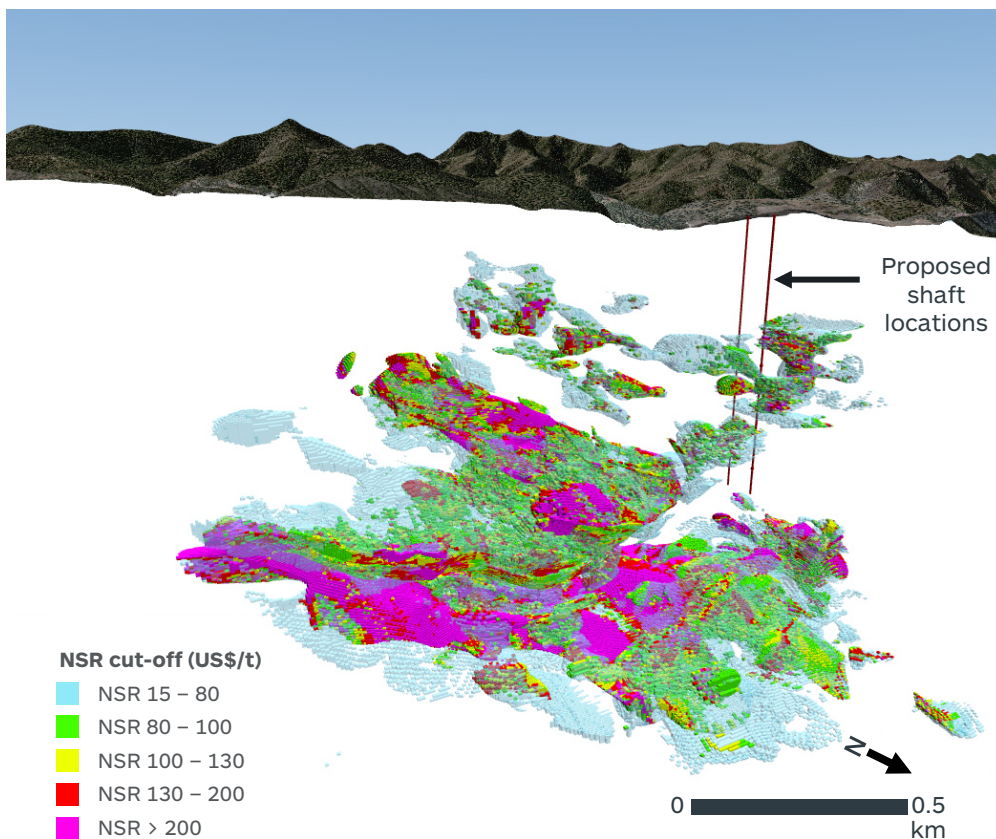 Proposed
shaft
locations
NSR cut-off (US$/t)
NSR 15 – 80
NSR 80 – 100
NSR 100 – 130
NSR 130 – 200
NSR > 200
N
0 0.5
km